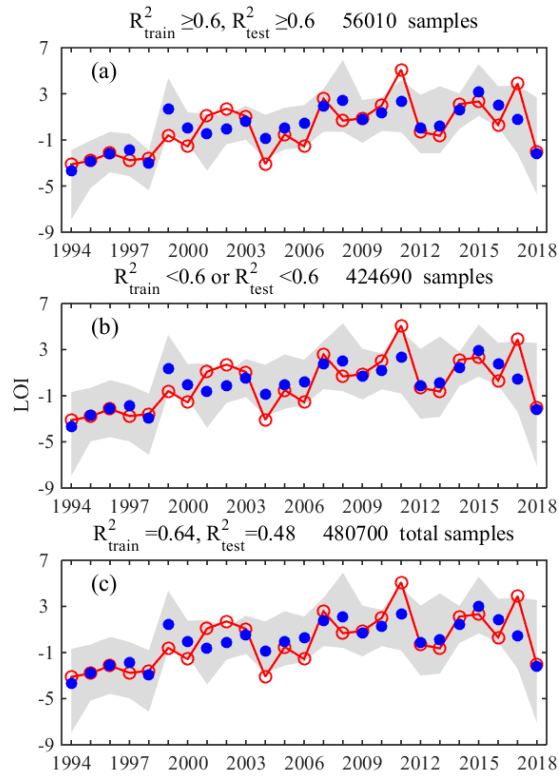 R²train ≥0.6, R²test ≥0.6 56010 samples
(a)
7
3
-1
-5
-9
1994 1997 2000 2003 2006 2009 2012 2015 2018
R²train <0.6 or R²test <0.6 424690 samples
(b)
7
3
-1
-5
-9
LOI
1994 1997 2000 2003 2006 2009 2012 2015 2018
R²train =0.64, R²test =0.48 480700 total samples
(c)
7
3
-1
-5
-9
1994 1997 2000 2003 2006 2009 2012 2015 2018